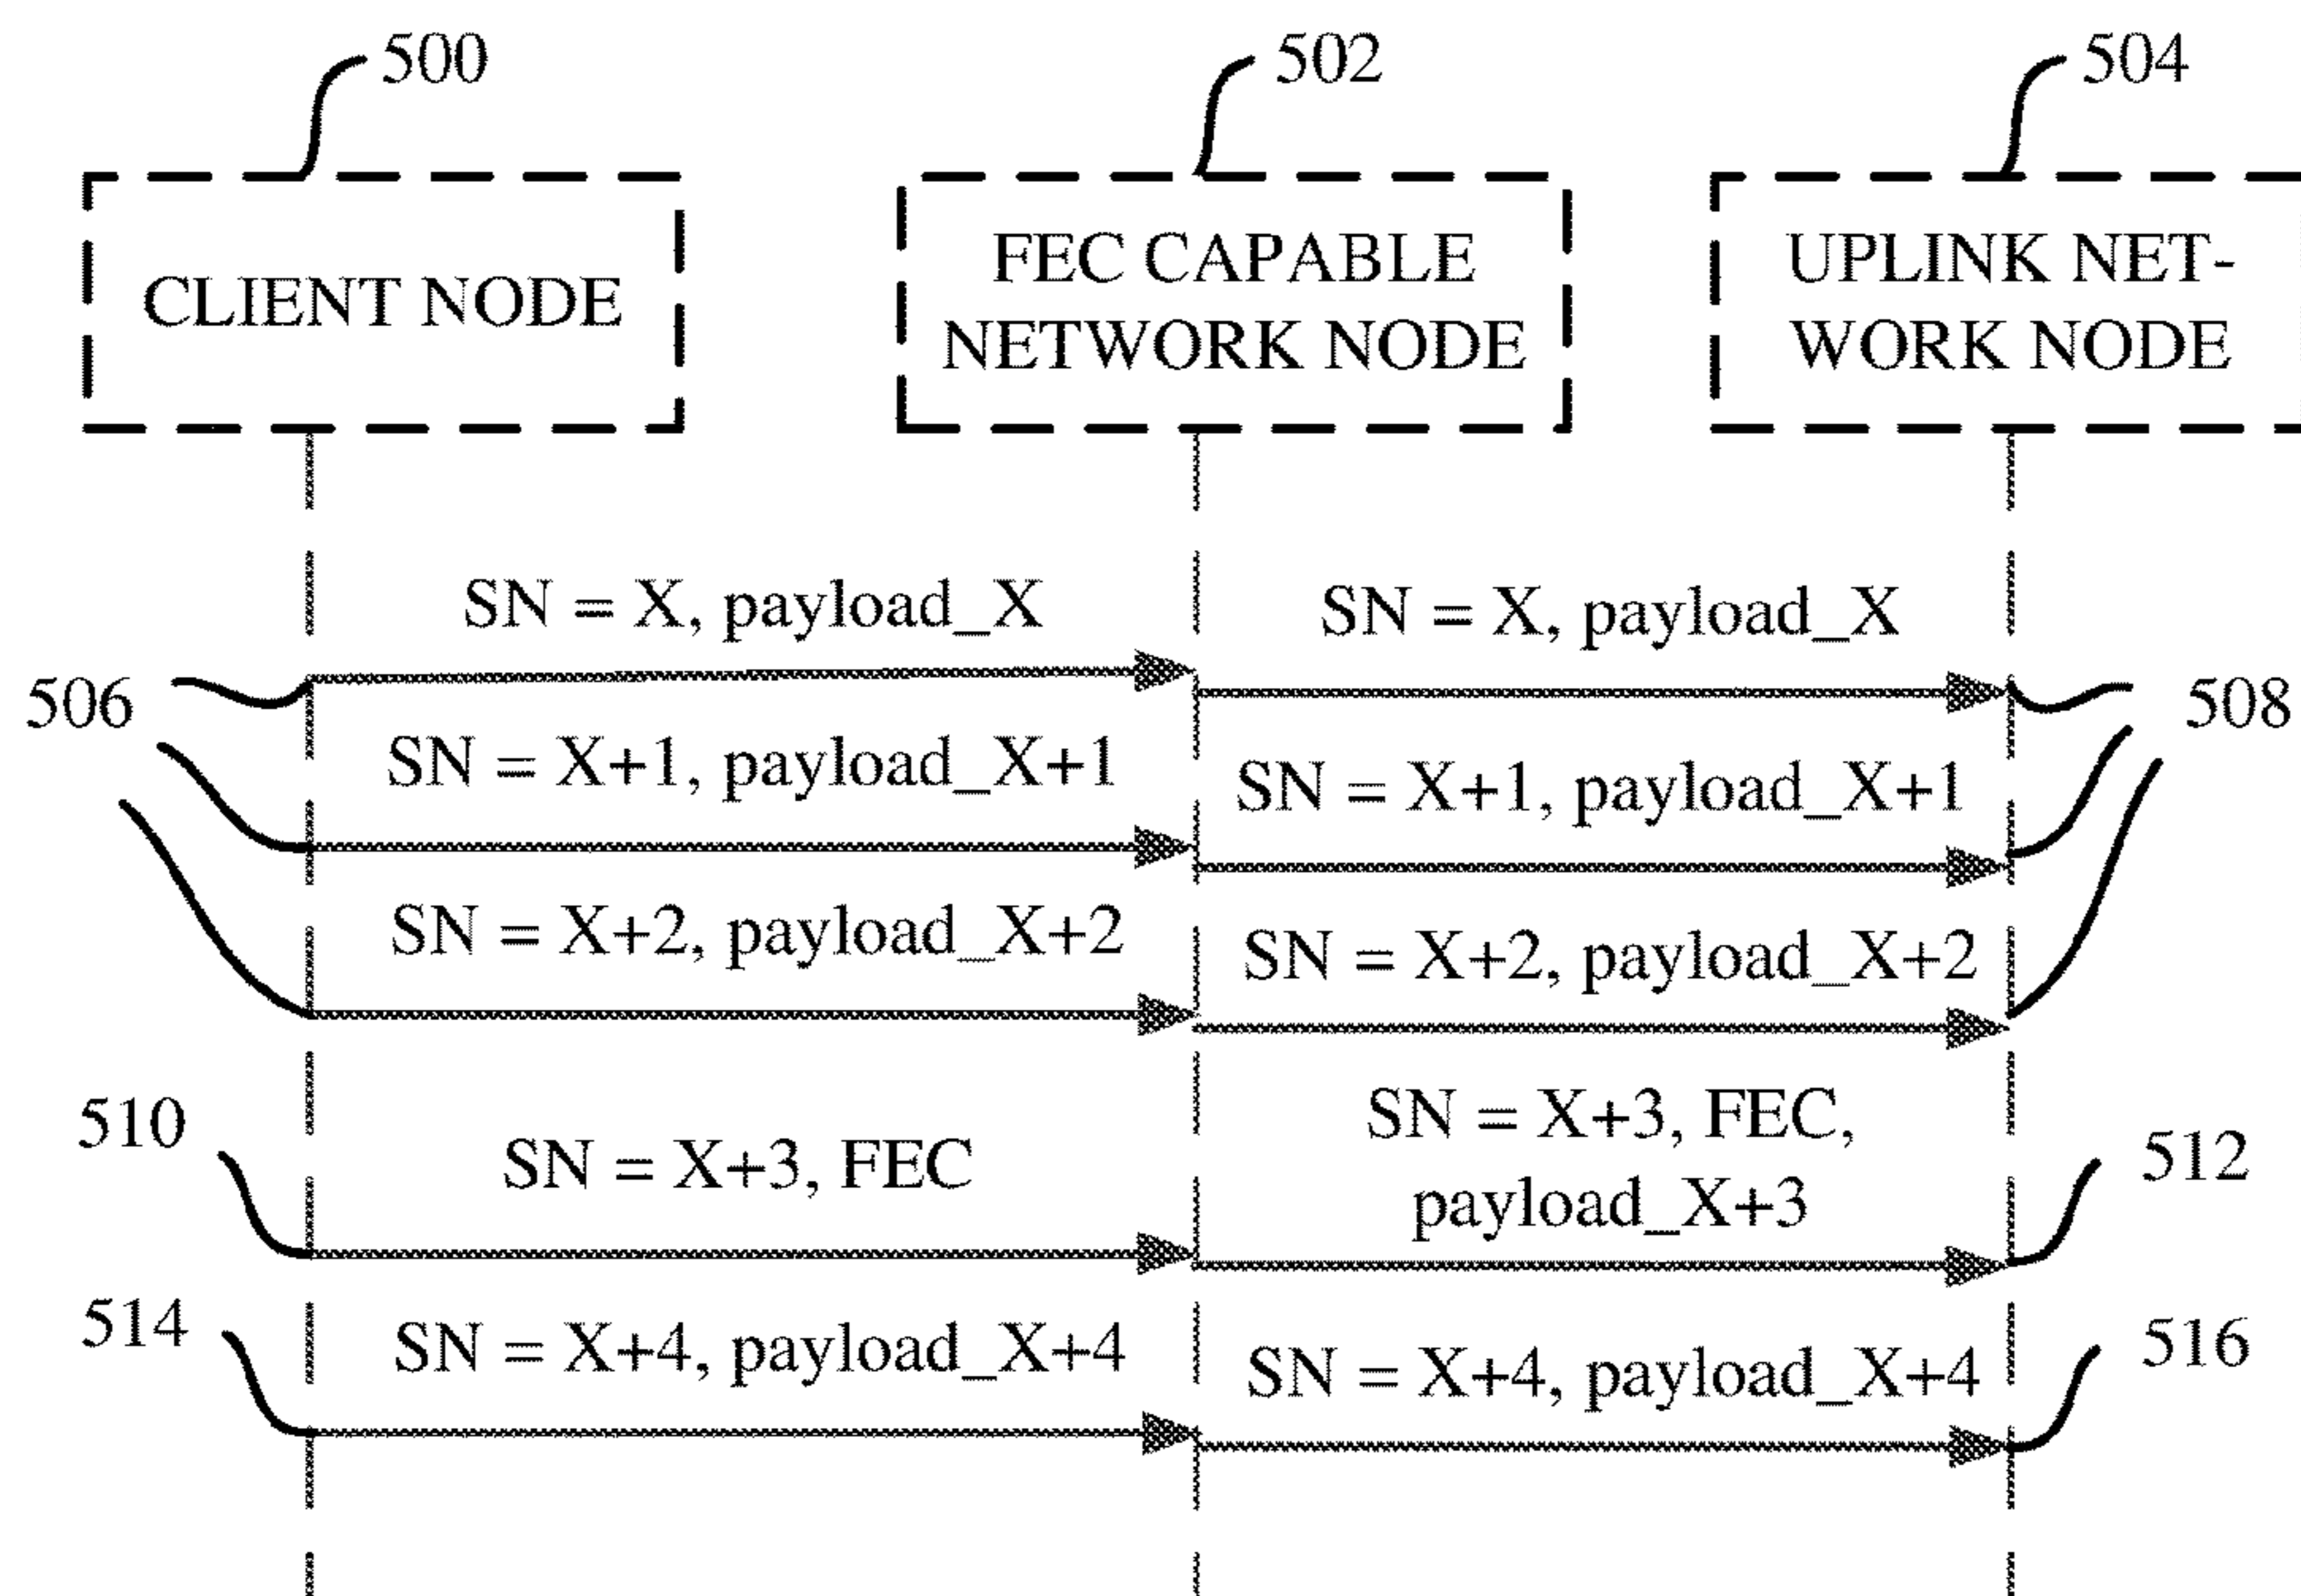 500
502
504
CLIENT NODE
FEC CAPABLE
NETWORK NODE
UPLINK NET-
WORK NODE
SN = X, payload_X
SN = X, payload_X
506
508
SN = X+1, payload_X+1
SN = X+1, payload_X+1
SN = X+2, payload_X+2
SN = X+2, payload_X+2
510
SN = X+3, FEC
SN = X+3, FEC,
payload_X+3
512
514
SN = X+4, payload_X+4
SN = X+4, payload_X+4
516